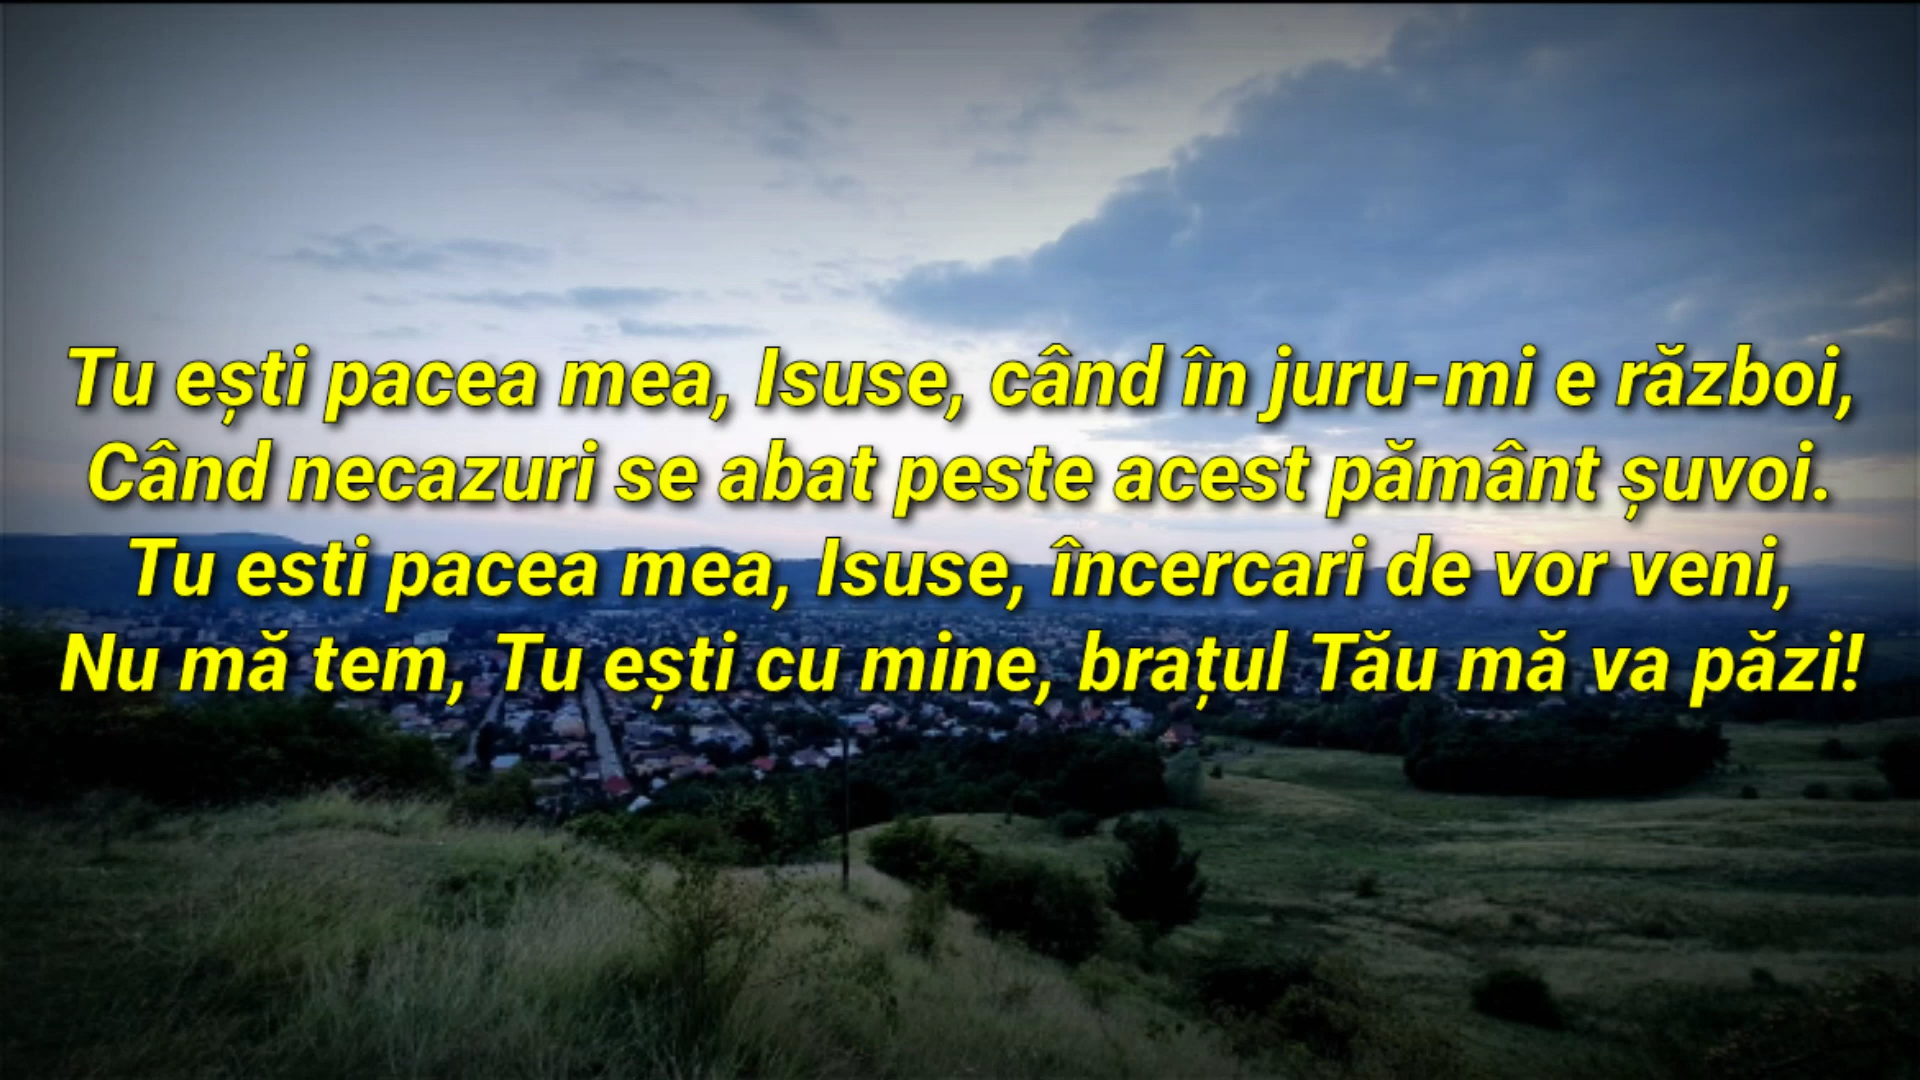 Tu ești pacea mea, Isuse, când în juru-mi e război,
Când necazuri se abat peste acest pământ șuvoi.
Tu esti pacea mea, Isuse, încercari de vor veni,
Nu mă tem, Tu ești cu mine, brațul Tău mă va păzi!